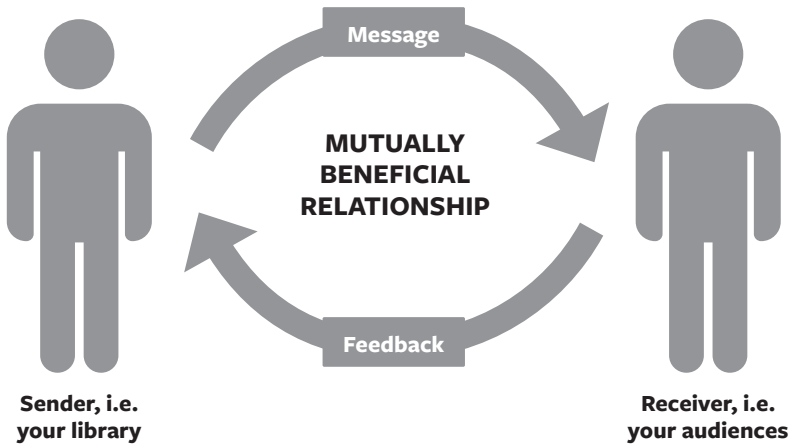 Message
MUTUALLY
BENEFICIAL
RELATIONSHIP
Feedback
Sender, i.e.
your library
Receiver, i.e.
your audiences